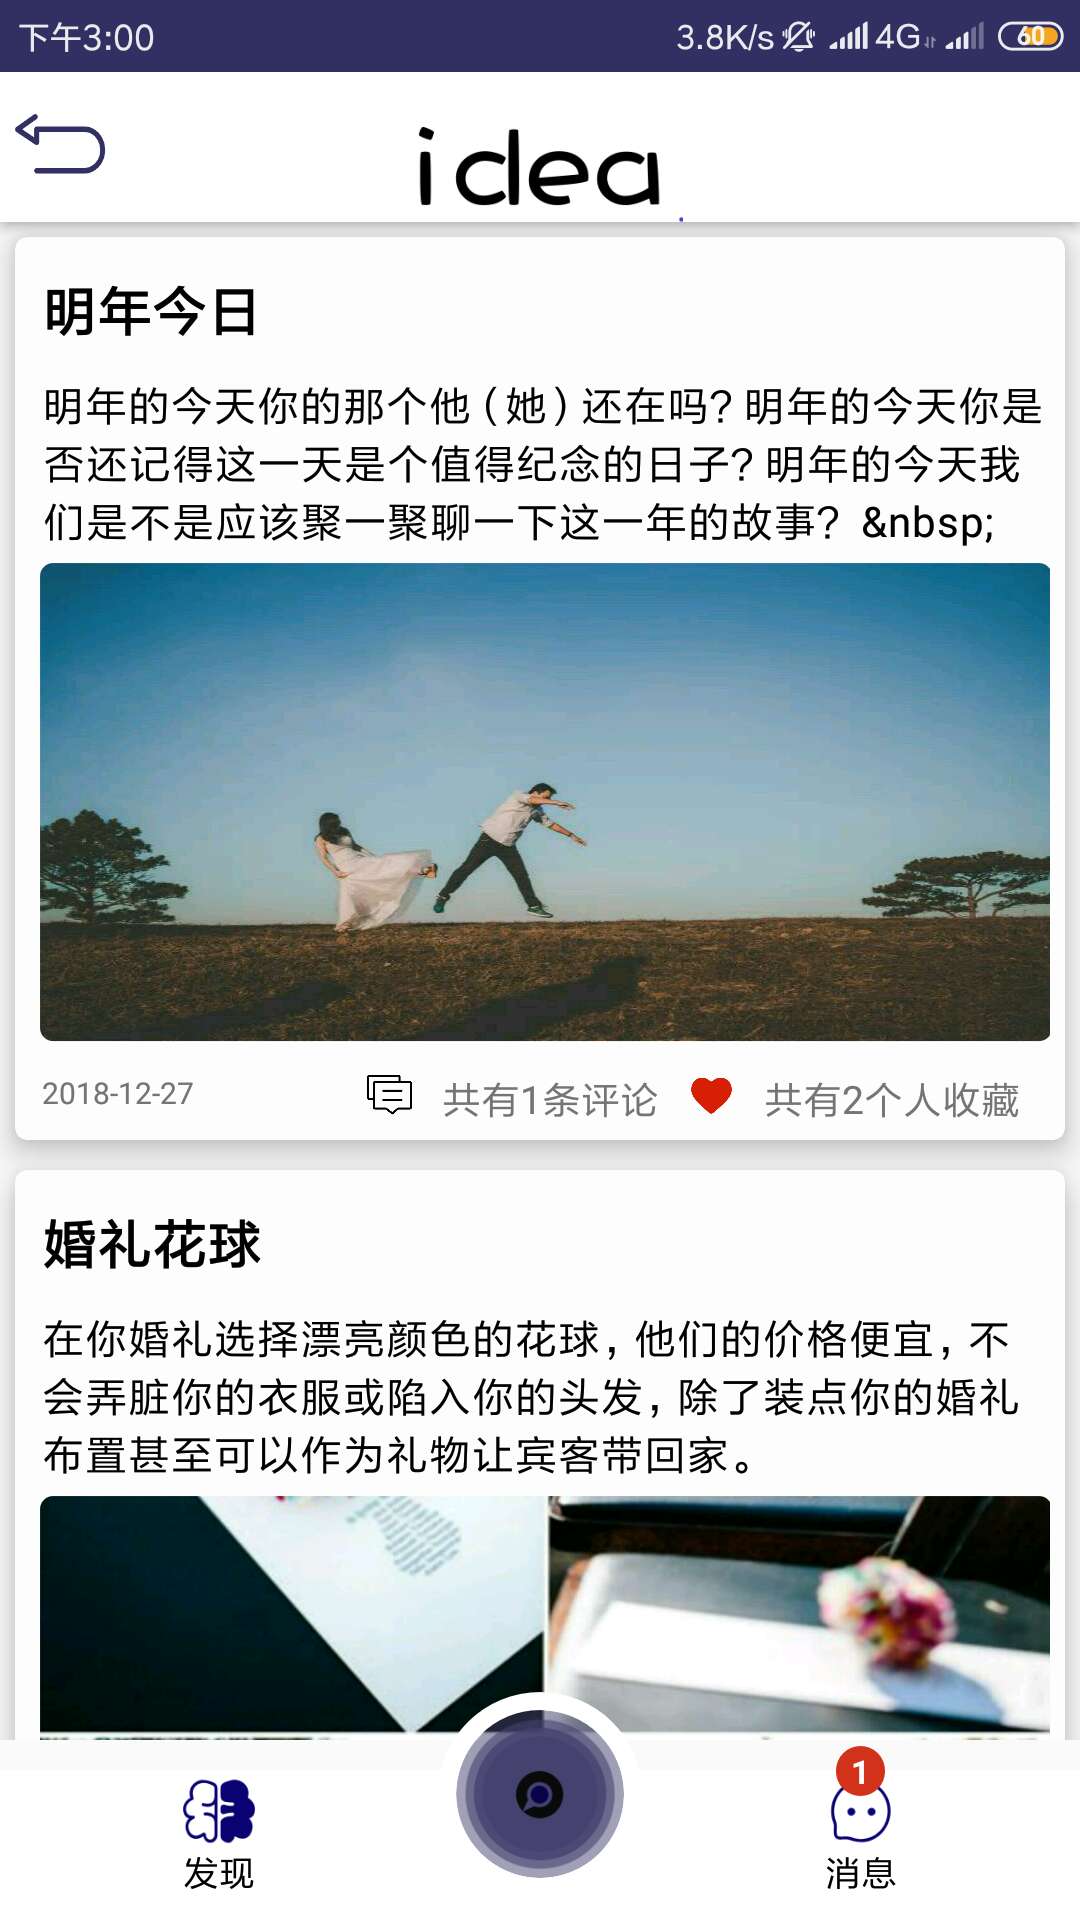 下午3:00 3.8K/s 4G 60
idea
明年今日
明年的今天你的那个他（她）还在吗？明年的今天你是
否还记得这一天是个值得纪念的日子？明年的今天我
们是不是应该聚一聚聊一下这一年的故事？&nbsp;
2018-12-27 共有1条评论 共有2个人收藏
婚礼花球
在你婚礼选择漂亮颜色的花球，他们的价格便宜，不
会弄脏你的衣服或陷入你的头发，除了装点你的婚礼
布置甚至可以作为礼物让宾客带回家。
1
发现 消息